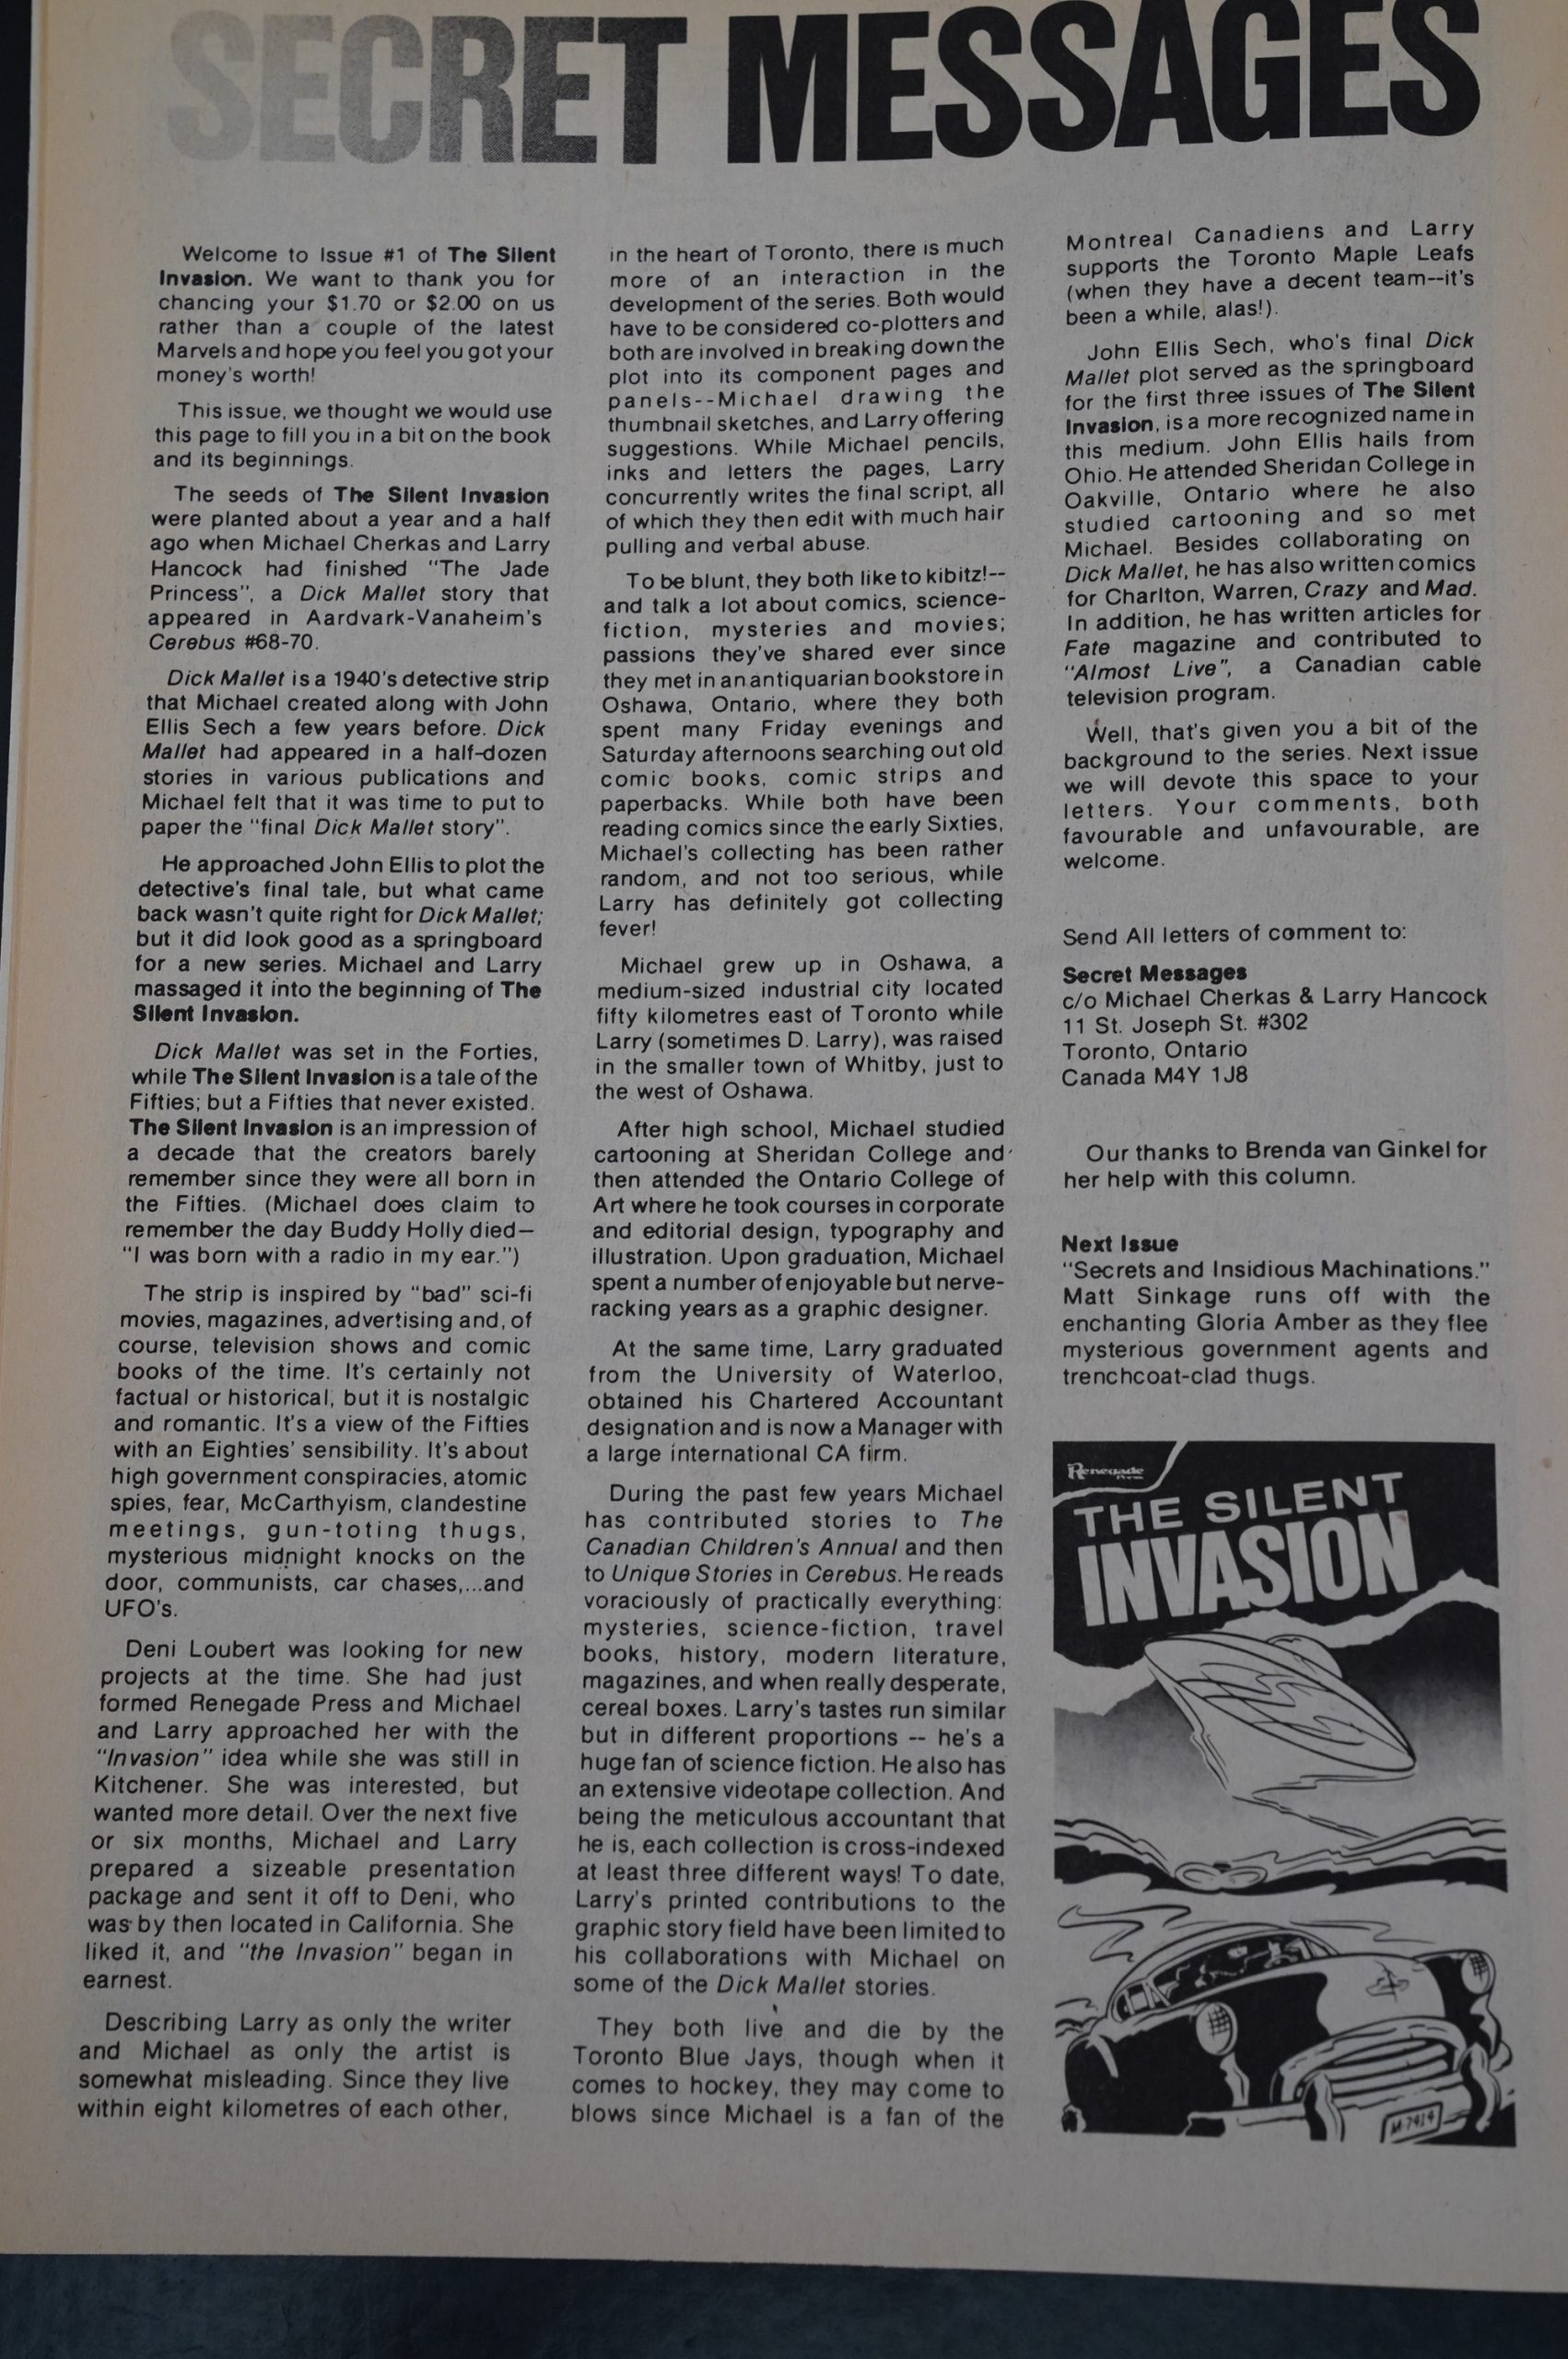 SECRET MESSAGES
Welcome to Issue #1 of The Silent
Invasion. We want to thank you for
chancing your $1.70 or $2.00 on us
rather than a couple of the latest
Marvels and hope you feel you got your
money's worth!
This issue, we thought we would use
this page to fill you in a bit on the book
and its beginnings.
The seeds of The Silent Invasion
were planted about a year and a half
ago when Michael Cherkas and Larry
Hancock had finished "The Jade
Princess", a Dick Mallet story that
appeared in Aardvark-Vanaheim's
Cerebus #68-70.
Dick Mallet is a 1940's detective strip
that Michael created along with John
Ellis Sech a few years before. Dick
Mallet had appeared in a half-dozen
stories in various publications and
Michael felt that it was time to put to
paper the "final Dick Mallet story".
He approached John Ellis to plot the
detective's final tale, but what came
back wasn't quite right for Dick Mallet;
but it did look good as a springboard
for a new series. Michael and Larry
massaged it into the beginning of The
Silent Invasion.
Dick Mallet was set in the Forties,
while The Silent Invasion is a tale of the
Fifties; but a Fifties that never existed.
The Silent Invasion is an impression of
a decade that the creators barely
remember since they were all born in
the Fifties. (Michael does claim to
remember the day Buddy Holly died—
"I was born with a radio in my ear.")
The strip is inspired by "bad" sci-fi
movies, magazines, advertising and, of
course, television shows and comic
books of the time. It's certainly not
factual or historical, but it is nostalgic
and romantic. It's a view of the Fifties
with an Eighties' sensibility. It's about
high government conspiracies, atomic
spies, fear, McCarthyism, clandestine
meetings, gun-toting thugs,
mysterious midnight knocks on the
door, communists, car chases,...and
UFO's.
Deni Loubert was looking for new
projects at the time. She had just
formed Renegade Press and Michael
and Larry approached her with the
"Invasion" idea while she was still in
Kitchener. She was interested, but
wanted more detail. Over the next five
or six months, Michael and Larry
prepared a sizeable presentation
package and sent it off to Deni, who
was by then located in California. She
liked it, and "the Invasion" began in
earnest.
Describing Larry as only the writer
and Michael as only the artist is
somewhat misleading. Since they live
within eight kilometres of each other,
in the heart of Toronto, there is much
more of an interaction in the
development of the series. Both would
have to be considered co-plotters and
both are involved in breaking down the
plot into its component pages and
panels--Michael drawing the
thumbnail sketches, and Larry offering
suggestions. While Michael pencils,
inks and letters the pages, Larry
concurrently writes the final script, all
of which they then edit with much hair
pulling and verbal abuse.
To be blunt, they both like to kibitz!--
and talk a lot about comics, science-
fiction, mysteries and movies;
passions they've shared ever since
they met in an antiquarian bookstore in
Oshawa, Ontario, where they both
spent many Friday evenings and
Saturday afternoons searching out old
comic books, comic strips and
paperbacks. While both have been
reading comics since the early Sixties,
Michael's collecting has been rather
random, and not too serious, while
Larry has definitely got collecting
fever!
Michael grew up in Oshawa, a
medium-sized industrial city located
fifty kilometres east of Toronto while
Larry (sometimes D. Larry), was raised
in the smaller town of Whitby, just to
the west of Oshawa.
After high school, Michael studied
cartooning at Sheridan College and
then attended the Ontario College of
Art where he took courses in corporate
and editorial design, typography and
illustration. Upon graduation, Michael
spent a number of enjoyable but nerve-
racking years as a graphic designer.
At the same time, Larry graduated
from the University of Waterloo,
obtained his Chartered Accountant
designation and is now a Manager with
a large international CA firm.
During the past few years Michael
has contributed stories to The
Canadian Children's Annual and then
to Unique Stories in Cerebus. He reads
voraciously of practically everything:
mysteries, science-fiction, travel
books, history, modern literature,
magazines, and when really desperate,
cereal boxes. Larry's tastes run similar
but in different proportions -- he's a
huge fan of science fiction. He also has
an extensive videotape collection. And
being the meticulous accountant that
he is, each collection is cross-indexed
at least three different ways! To date,
Larry's printed contributions to the
graphic story field have been limited to
his collaborations with Michael on
some of the Dick Mallet stories.
They both live and die by the
Toronto Blue Jays, though when it
comes to hockey, they may come to
blows since Michael is a fan of the
Montreal Canadiens and Larry
supports the Toronto Maple Leafs
(when they have a decent team--it's
been a while, alas!).
John Ellis Sech, who's final Dick
Mallet plot served as the springboard
for the first three issues of The Silent
Invasion, is a more recognized name in
this medium. John Ellis hails from
Ohio. He attended Sheridan College in
Oakville, Ontario where he also
studied cartooning and so met
Michael. Besides collaborating on
Dick Mallet, he has also written comics
for Charlton, Warren, Crazy and Mad.
In addition, he has written articles for
Fate magazine and contributed to
"Almost Live", a Canadian cable
television program.
Well, that's given you a bit of the
background to the series. Next issue
we will devote this space to your
letters. Your comments, both
favourable and unfavourable, are
welcome.
Send All letters of comment to:
Secret Messages
c/o Michael Cherkas & Larry Hancock
11 St. Joseph St. #302
Toronto, Ontario
Canada M4Y 1J8
Our thanks to Brenda van Ginkel for
her help with this column.
Next Issue
"Secrets and Insidious Machinations."
Matt Sinkage runs off with the
enchanting Gloria Amber as they flee
mysterious government agents and
trenchcoat-clad thugs.
Renegade
Press
THE SILENT
INVASION
M-7414